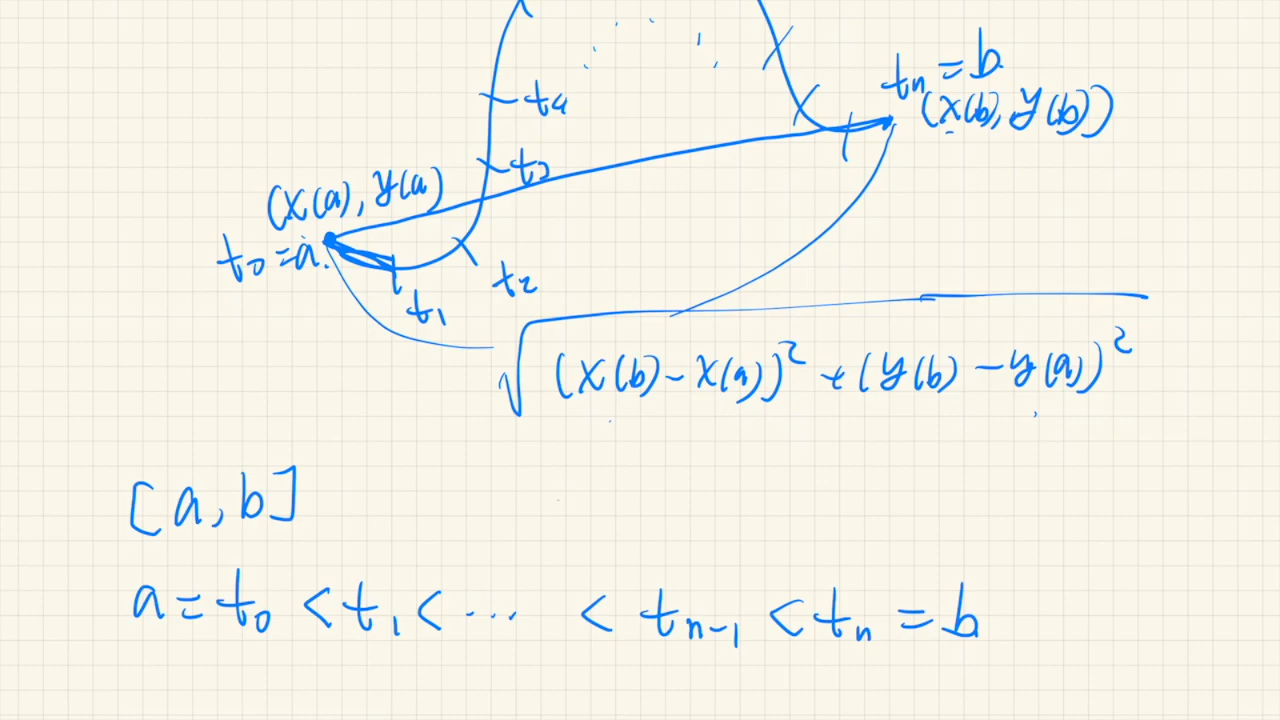 t₄
tₙ = b
(x(b), y(b))
t₃
(x(a), y(a)
t₀ = a
t₂
t₁
√(x(b) - x(a))² + (y(b) - y(a))²
[a, b]
a = t₀ < t₁ < ... < tₙ₋₁ < tₙ = b